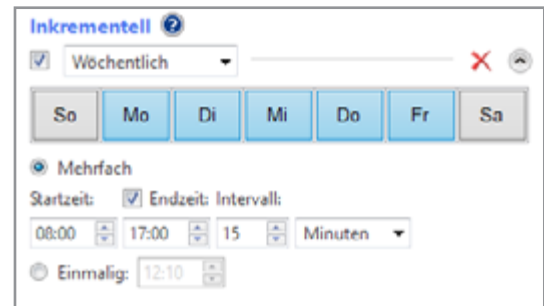 Inkrementell ?
Wöchentlich
So Mo Di Mi Do Fr Sa
Mehrfach
Startzeit: Endzeit: Intervall:
08:00 17:00 15 Minuten
Einmalig: 12:10